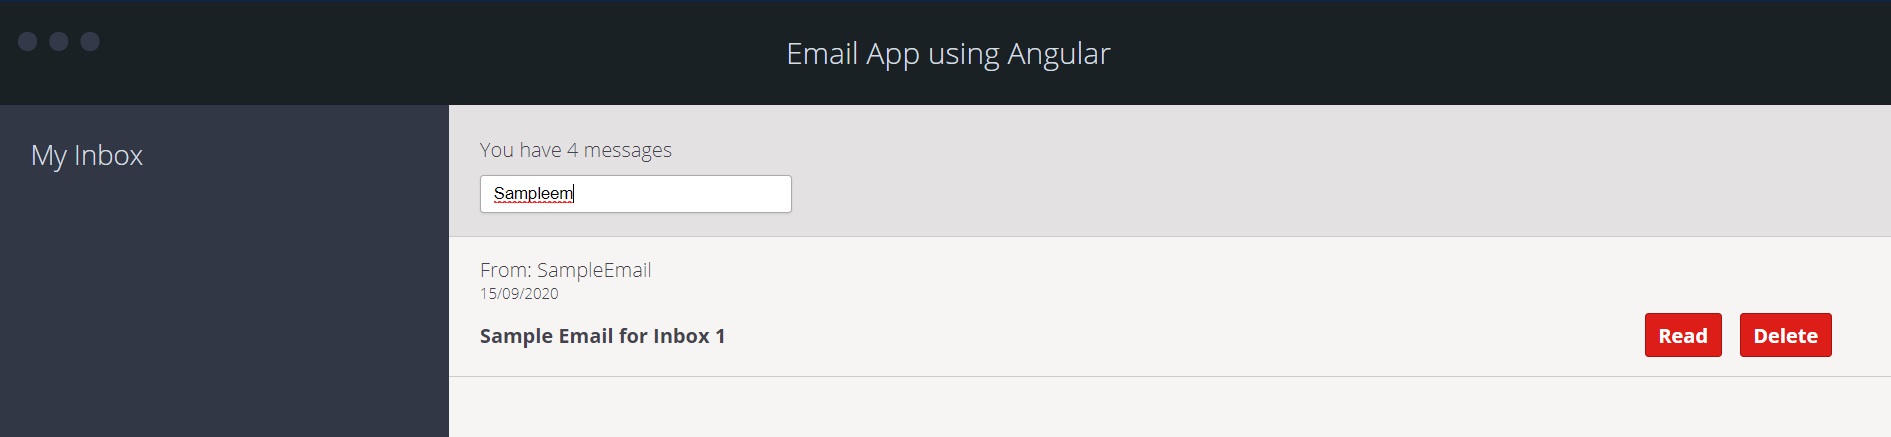 Email App using Angular
My Inbox
You have 4 messages
Sampleem
From: SampleEmail
15/09/2020
Sample Email for Inbox 1
Read
Delete